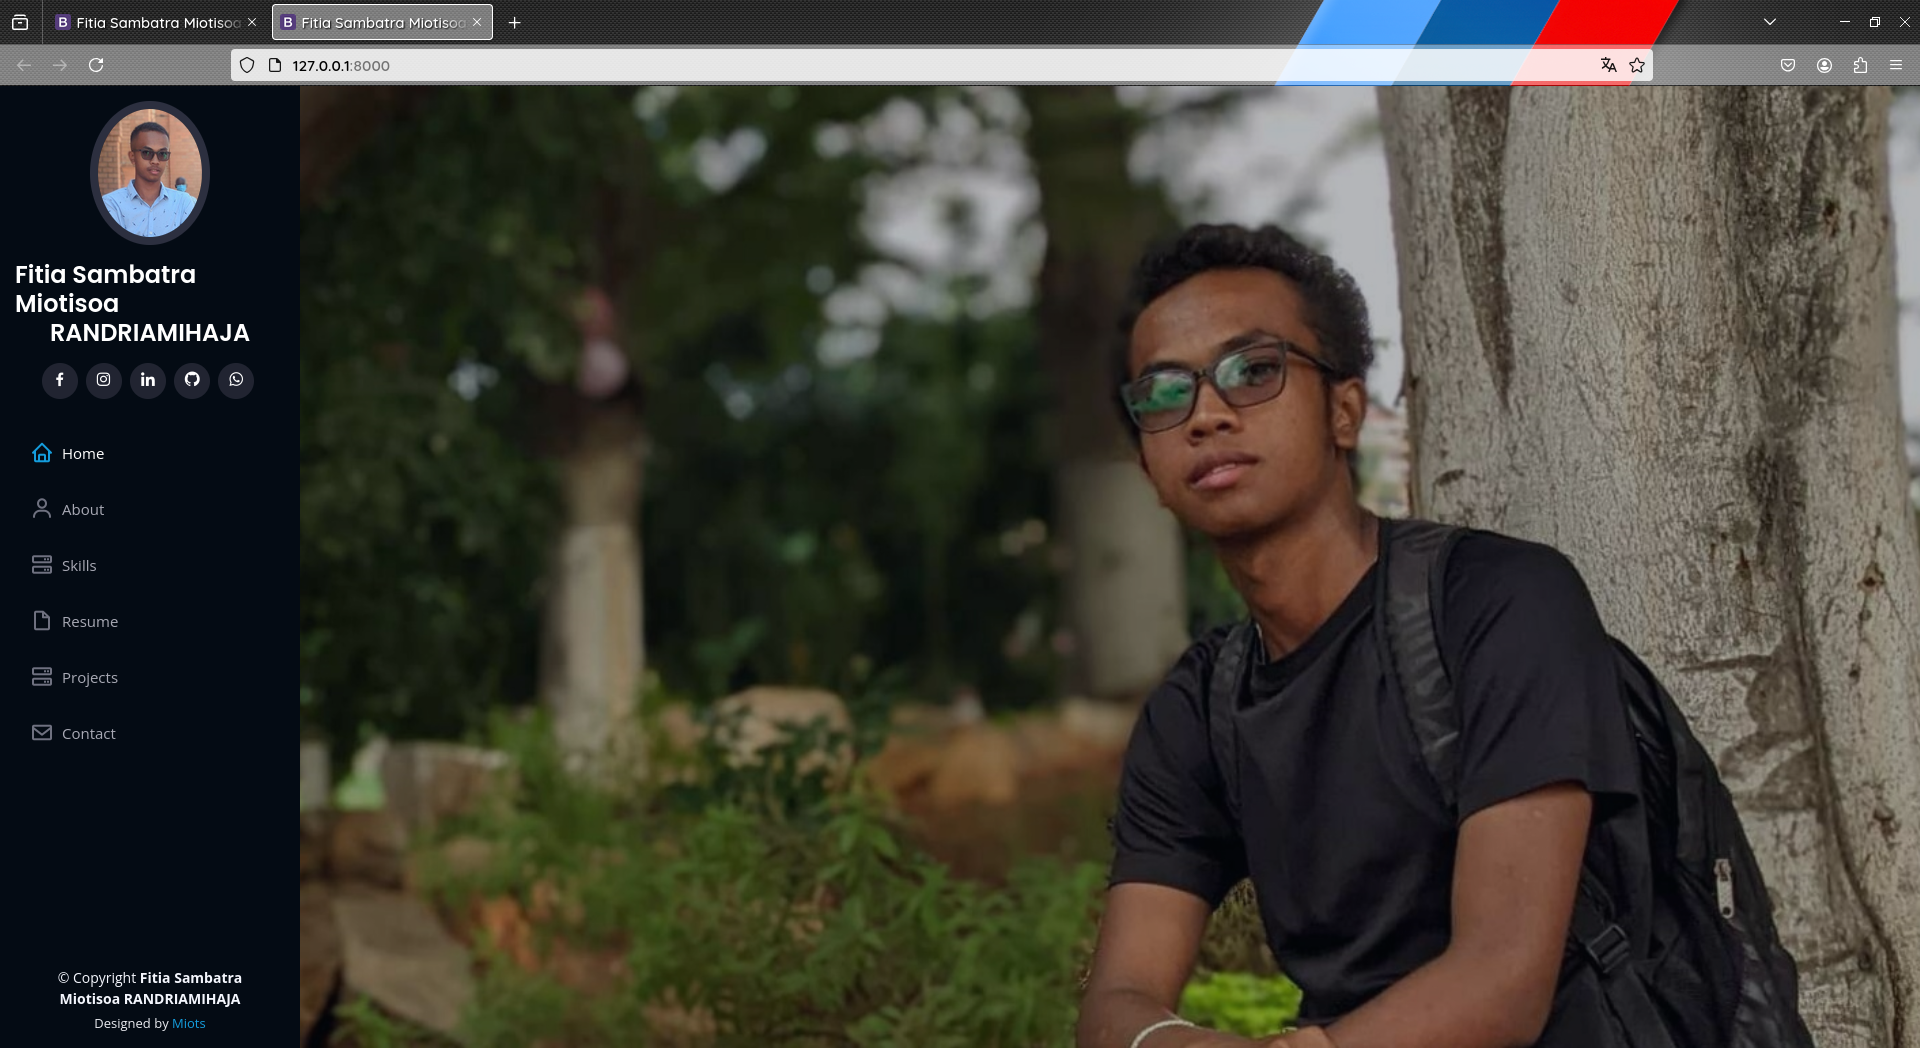 Fitia Sambatra Miotisoa
Fitia Sambatra Miotisoa
127.0.0.1:8000
Fitia Sambatra
Miotisoa
RANDRIAMIHAJA
Home
About
Skills
Resume
Projects
Contact
© Copyright Fitia Sambatra
Miotisoa RANDRIAMIHAJA
Designed by Miots